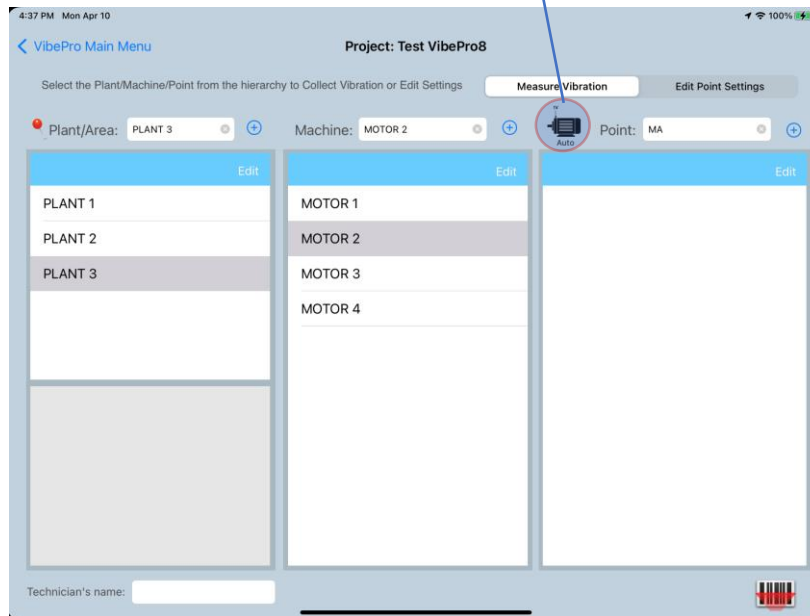 4:37 PM Mon Apr 10 100%
VibePro Main Menu Project: Test VibePro8
Select the Plant/Machine/Point from the hierarchy to Collect Vibration or Edit Settings Measure Vibration Edit Point Settings
Plant/Area: PLANT 3 Machine: MOTOR 2 Auto Point: MA
Edit Edit Edit
PLANT 1 MOTOR 1
PLANT 2 MOTOR 2
PLANT 3 MOTOR 3
MOTOR 4
Technician's name: